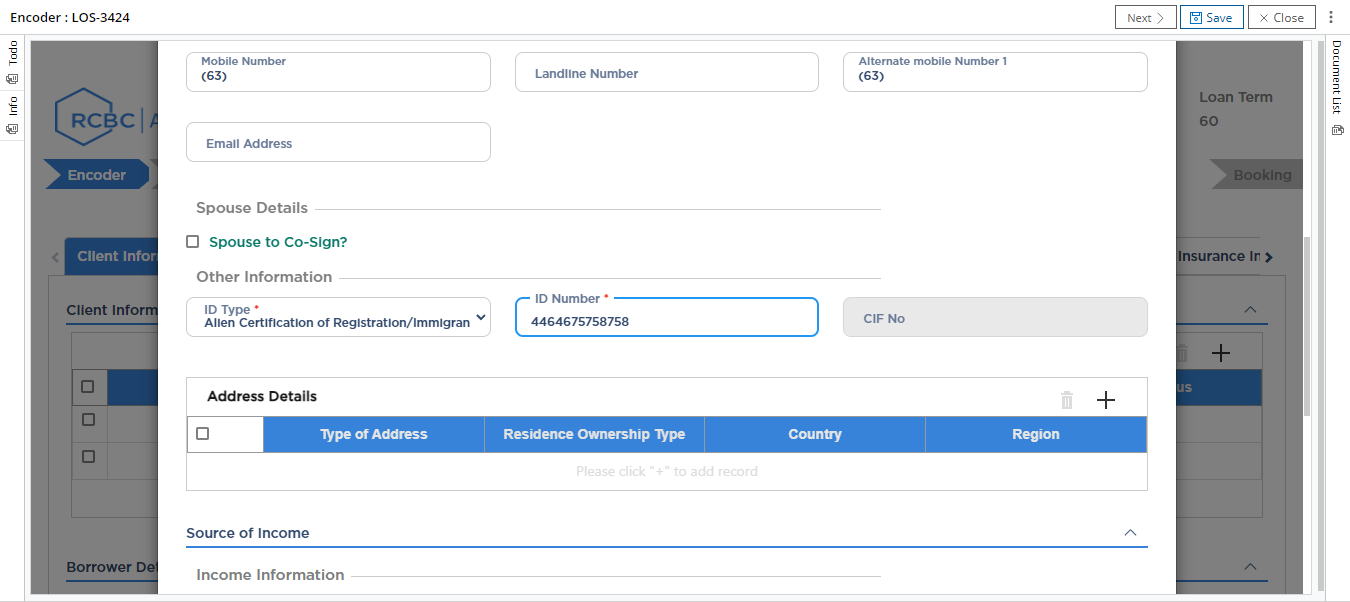 Encoder : LOS-3424
Next
Save
Close
Todo
Info
Document List
Mobile Number
(63)
Landline Number
Alternate mobile Number 1
(63)
Email Address
RCBC
Loan Term
60
Encoder
Booking
Spouse Details
Spouse to Co-Sign?
Client Infor
Insurance In
Other Information
ID Type *
Alien Certification of Registration/Immigran
ID Number *
4464675758758
CIF No
Client Inform
Address Details
us
Type of Address
Residence Ownership Type
Country
Region
Please click "+" to add record
Source of Income
Borrower Det
Income Information